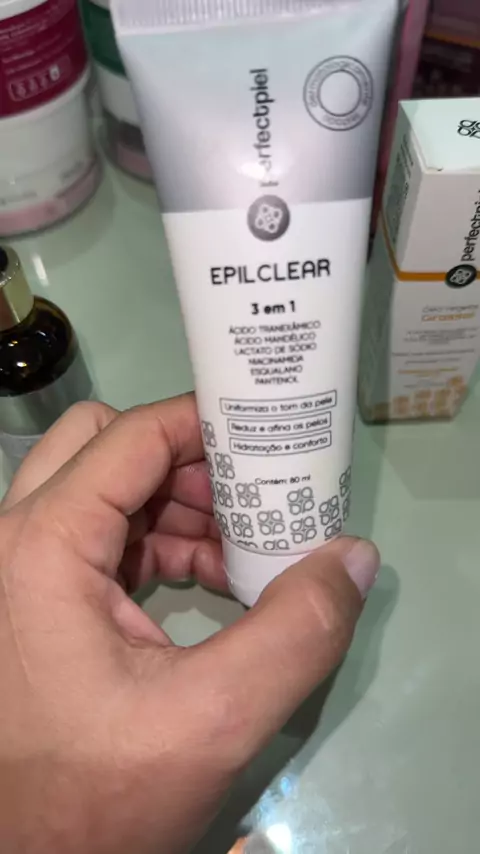 perfectpiel
EPILCLEAR
3 em 1
ÁCIDO TRANEXÂMICO
ÁCIDO MANDÉLICO
LACTATO DE SÓDIO
NIACINAMIDA
ESQUALANO
PANTENOL
Uniformiza o tom da pele
Reduz e afina os pelos
Hidratação e conforto
Contém: 80 ml
perfectpiel